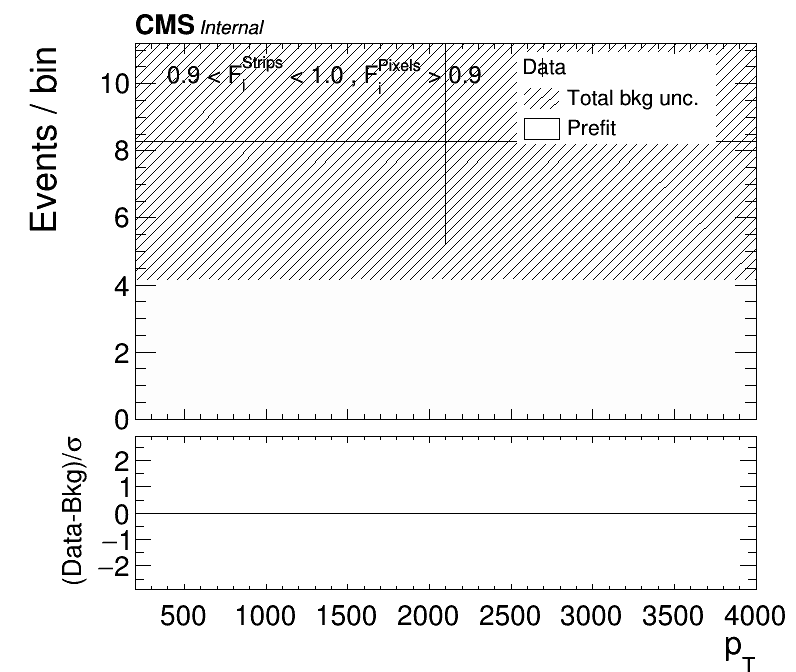 CMS Internal
Events / bin
0.9 < F_i^Strips < 1.0 , F_i^Pixels > 0.9
Data
Total bkg unc.
Prefit
10
8
6
4
2
0
(Data-Bkg)/σ
2
1
0
−1
−2
500 1000 1500 2000 2500 3000 3500 4000
p_T